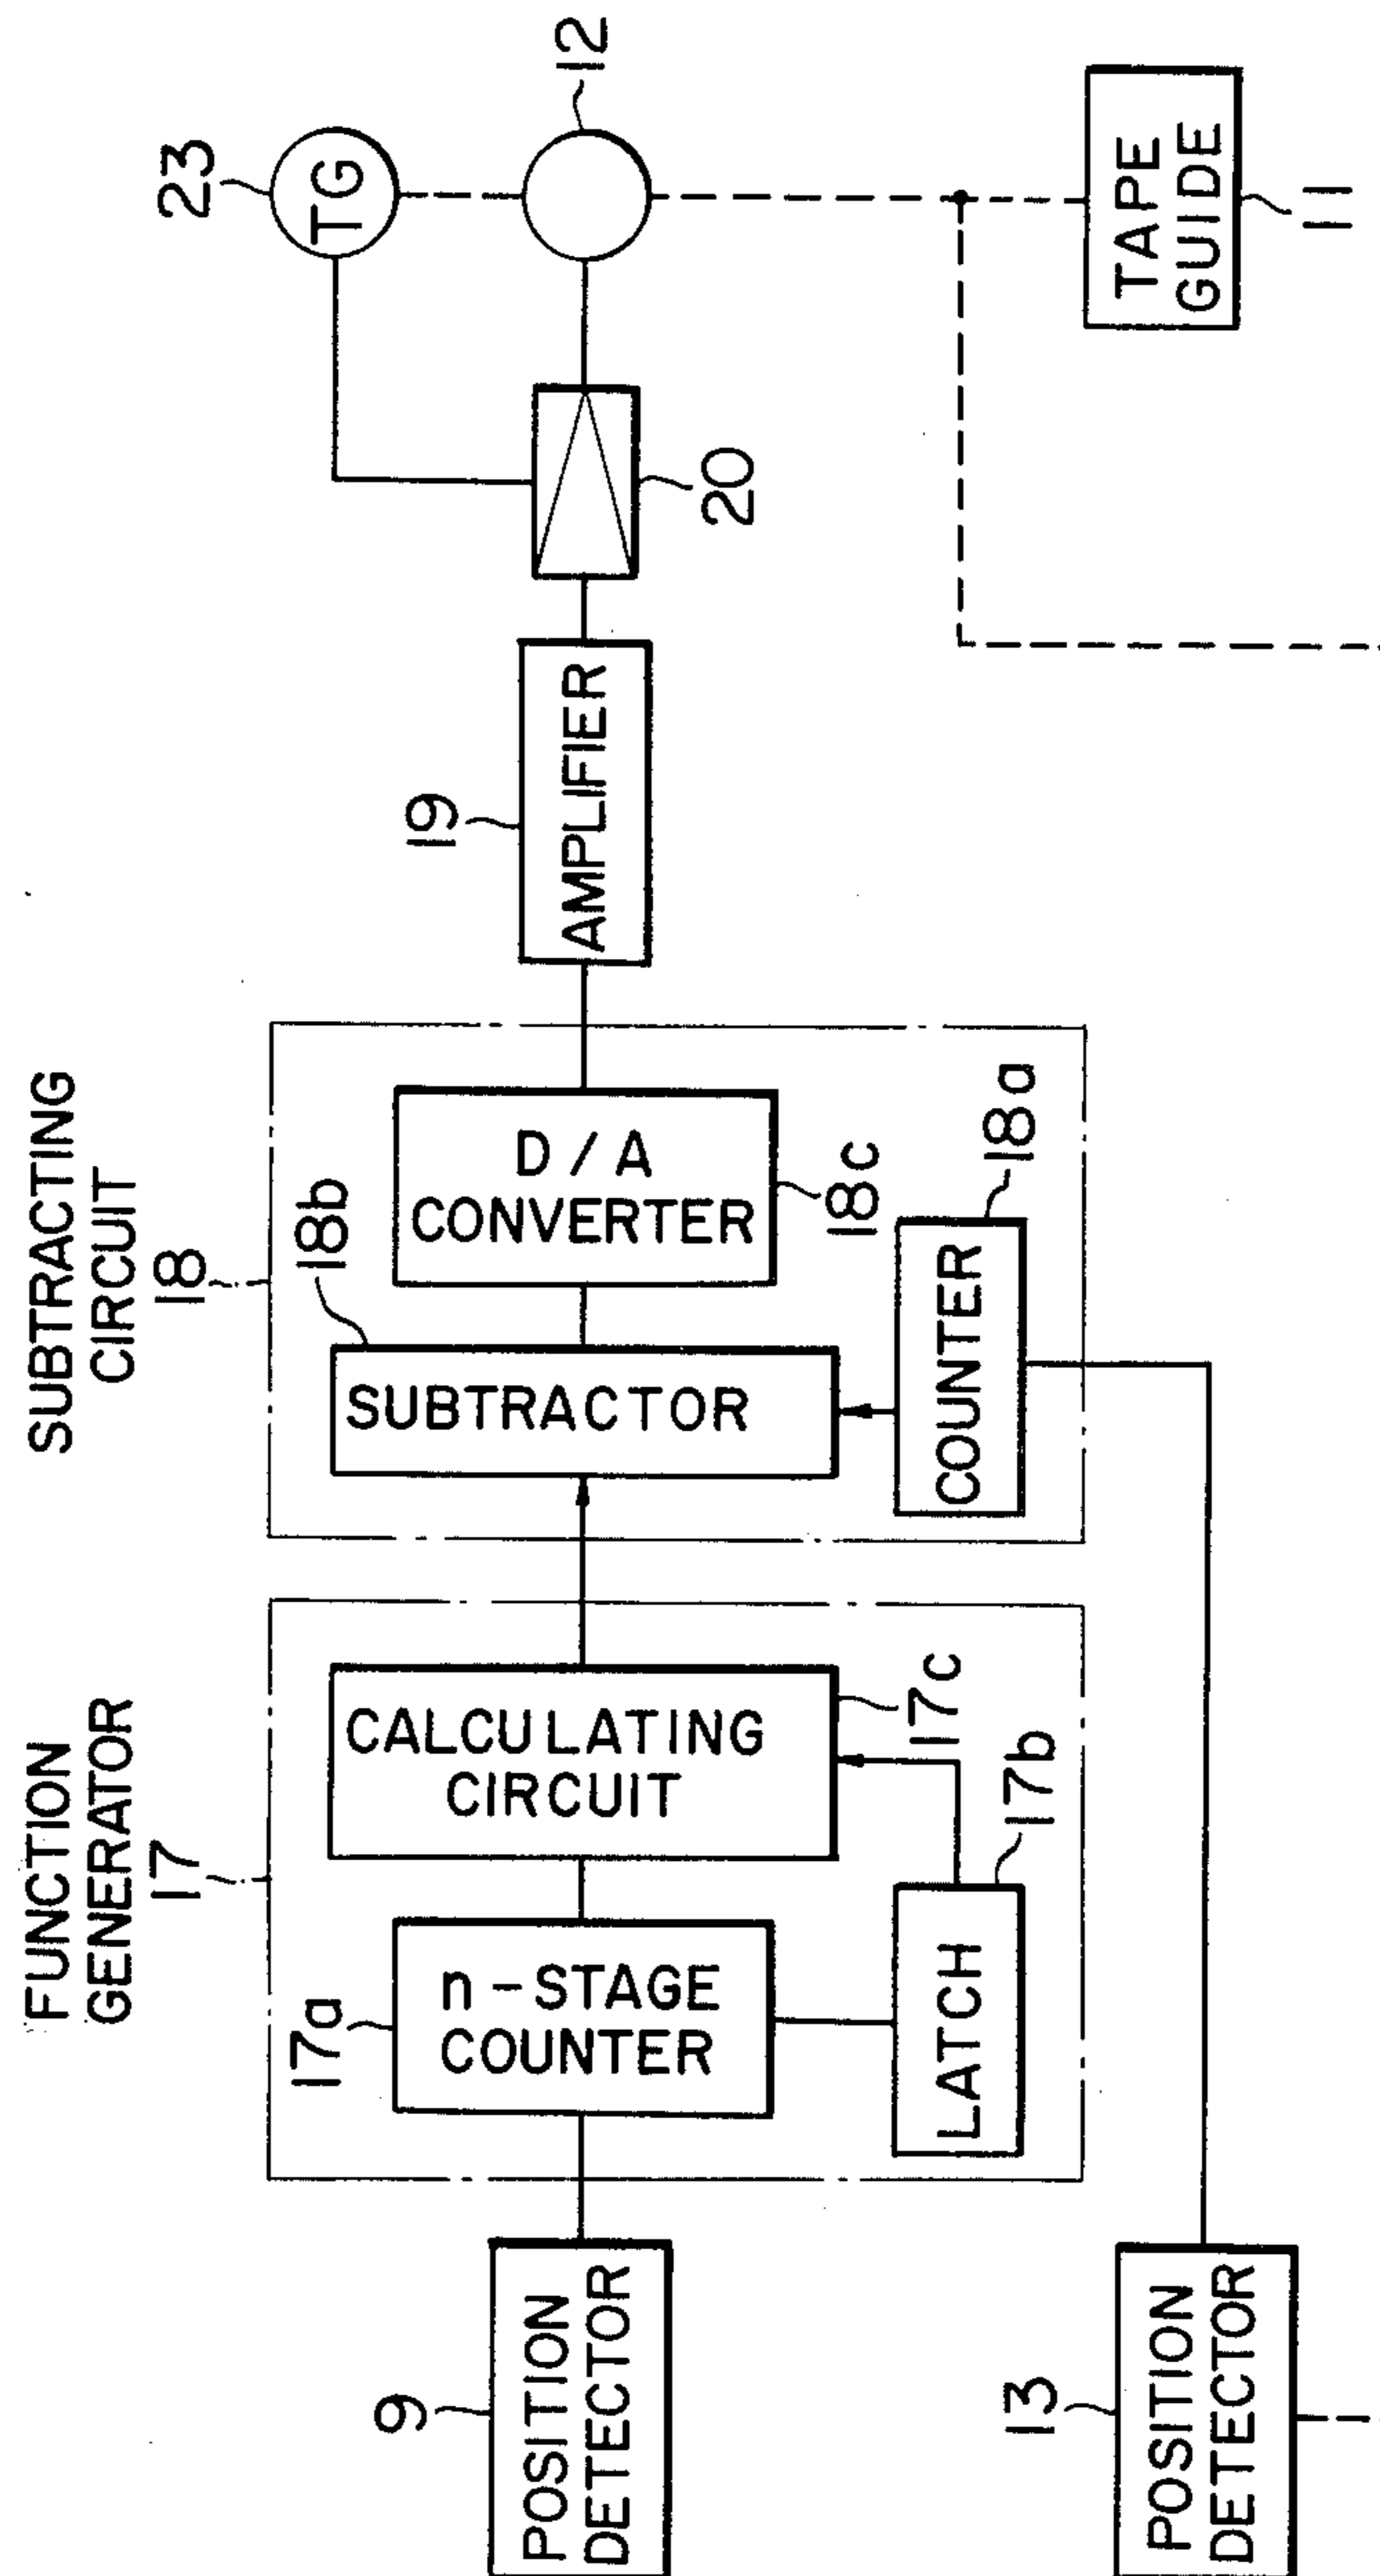 FUNCTION
GENERATOR
17
SUBTRACTING
CIRCUIT
18
9
POSITION
DETECTOR
17a
n-STAGE
COUNTER
CALCULATING
CIRCUIT
17c
LATCH
17b
18b
SUBTRACTOR
D/A
CONVERTER
18c
COUNTER
18a
19
AMPLIFIER
20
23
TG
12
TAPE
GUIDE
11
13
POSITION
DETECTOR